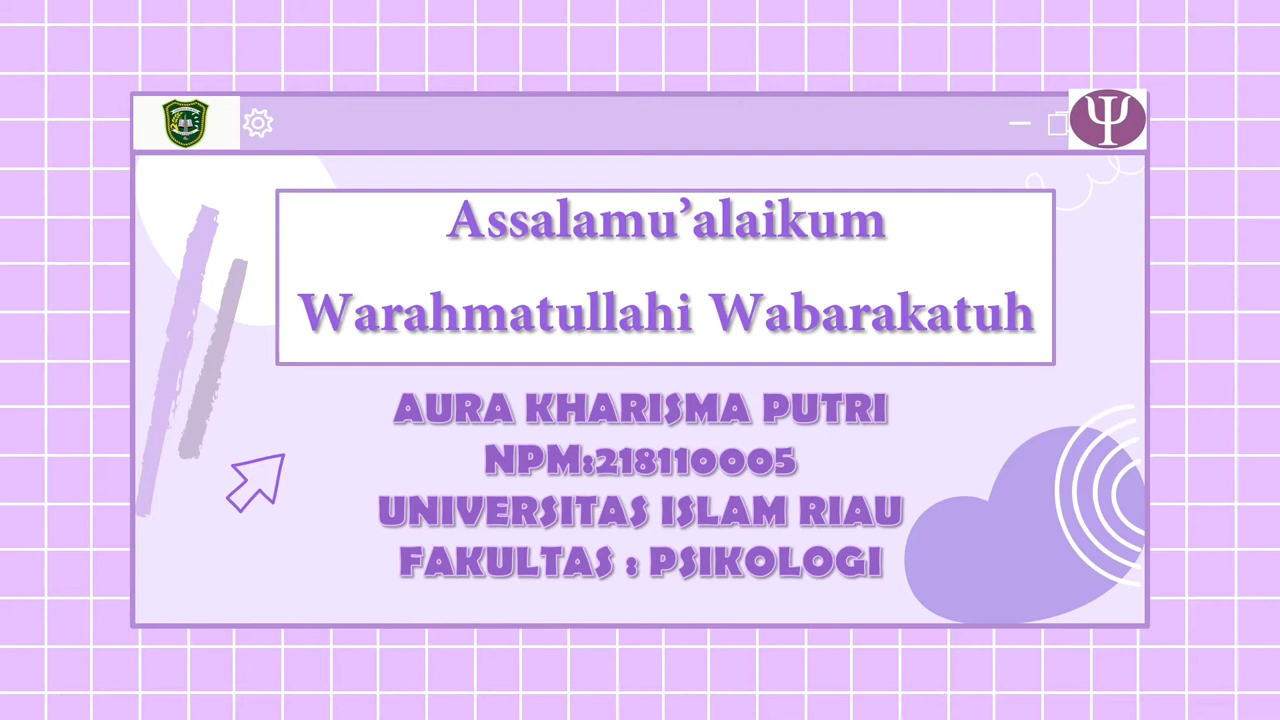 Assalamu’alaikum
Warahmatullahi Wabarakatuh
AURA KHARISMA PUTRI
NPM:218110005
UNIVERSITAS ISLAM RIAU
FAKULTAS : PSIKOLOGI